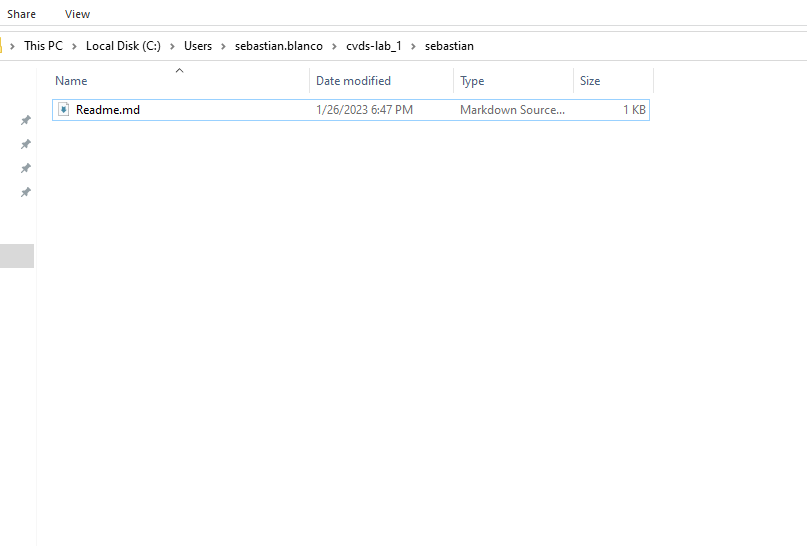 Share View
This PC > Local Disk (C:) > Users > sebastian.blanco > cvds-lab_1 > sebastian
Name Date modified Type Size
Readme.md 1/26/2023 6:47 PM Markdown Source... 1 KB